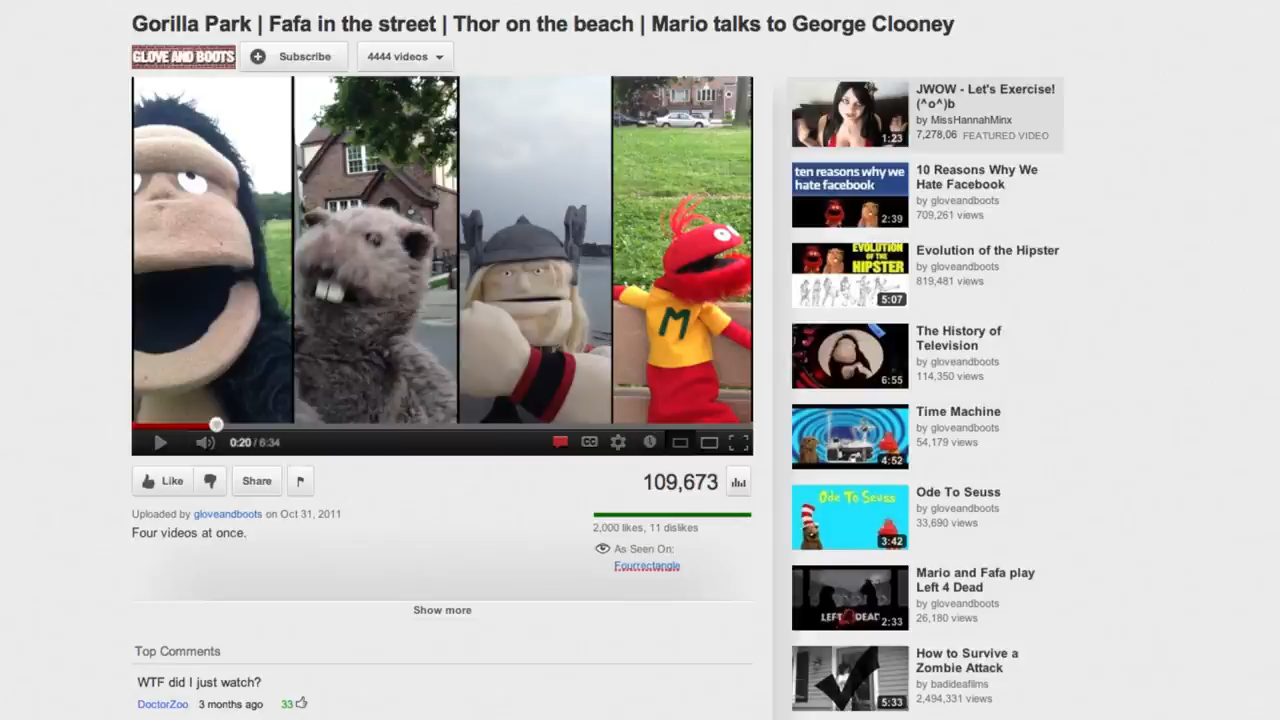 Gorilla Park | Fafa in the street | Thor on the beach | Mario talks to George Clooney
GLOVE AND BOOTS
Subscribe
4444 videos
M
0:20 / 6:34
CC
Like
Share
109,673
Uploaded by gloveandboots on Oct 31, 2011
Four videos at once.
2,000 likes, 11 dislikes
As Seen On:
Fourrectangle
Show more
Top Comments
WTF did I just watch?
DoctorZoo 3 months ago 33
1:23
JWOW - Let's Exercise!
(^o^)b
by MissHannahMinx
7,278,06 FEATURED VIDEO
ten reasons why we
hate facebook
2:39
10 Reasons Why We
Hate Facebook
by gloveandboots
709,261 views
EVOLUTION
OF THE
HIPSTER
5:07
Evolution of the Hipster
by gloveandboots
819,481 views
6:55
The History of
Television
by gloveandboots
114,350 views
4:52
Time Machine
by gloveandboots
54,179 views
Ode To Seuss
3:42
Ode To Seuss
by gloveandboots
33,690 views
LEFT DEAD
2:33
Mario and Fafa play
Left 4 Dead
by gloveandboots
26,180 views
5:33
How to Survive a
Zombie Attack
by badideafilms
2,494,331 views